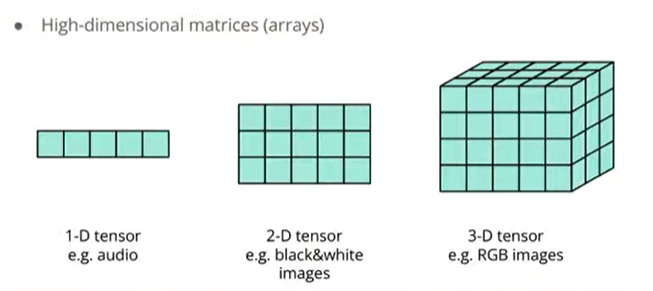 ● High-dimensional matrices (arrays)
1-D tensor
e.g. audio
2-D tensor
e.g. black&white
images
3-D tensor
e.g. RGB images